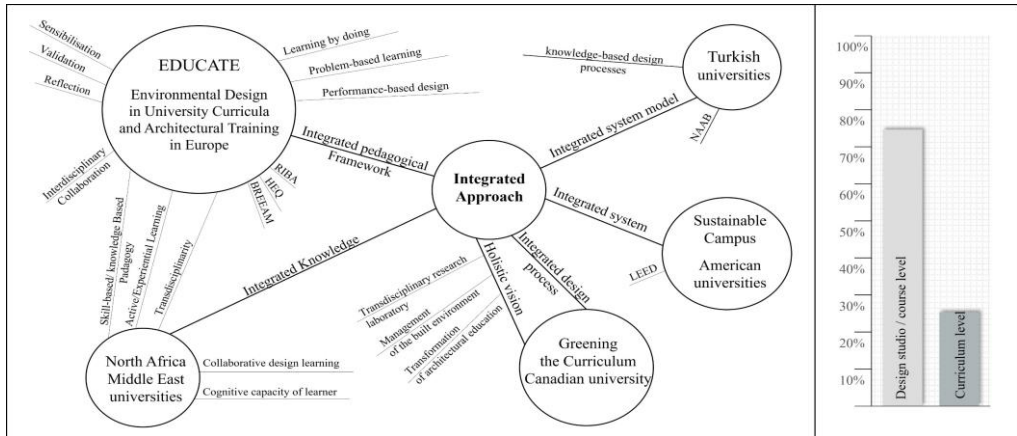 Sensibilisation
Validation
Reflection
EDUCATE
Environmental Design
in University Curricula
and Architectural Training
in Europe
Learning by doing
Problem-based learning
Performance-based design
Interdisciplinary
Collaboration
RIBA
HEQ
BREEAM
Integrated pedagogical
Framework
knowledge-based design
processes
Turkish
universities
NAAB
Integrated system model
Integrated
Approach
Integrated system
Sustainable
Campus
American
universities
LEED
Integrated Knowledge
Skill-based/ knowledge Based
Padagogy
Active/Experiential Learning
Transdisciplinarity
North Africa
Middle East
universities
Collaborative design learning
Cognitive capacity of learner
Holistic vision
Integrated design
process
Transdisciplinary research
laboratory
Management
of the built environment
Transformation
of architectural education
Greening
the Curriculum
Canadian university
100%
90%
80%
70%
60%
50%
40%
30%
20%
10%
Design studio / course level
Curriculum level